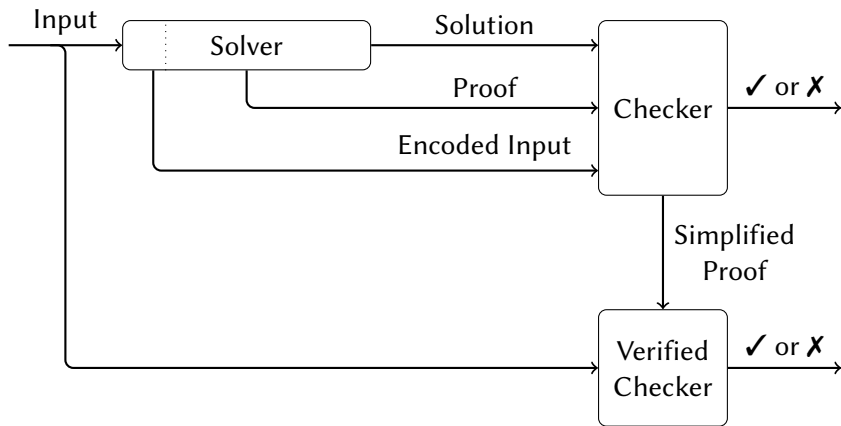 Input
Solver
Solution
Proof
Encoded Input
Checker
✓ or ✗
Simplified
Proof
Verified
Checker
✓ or ✗